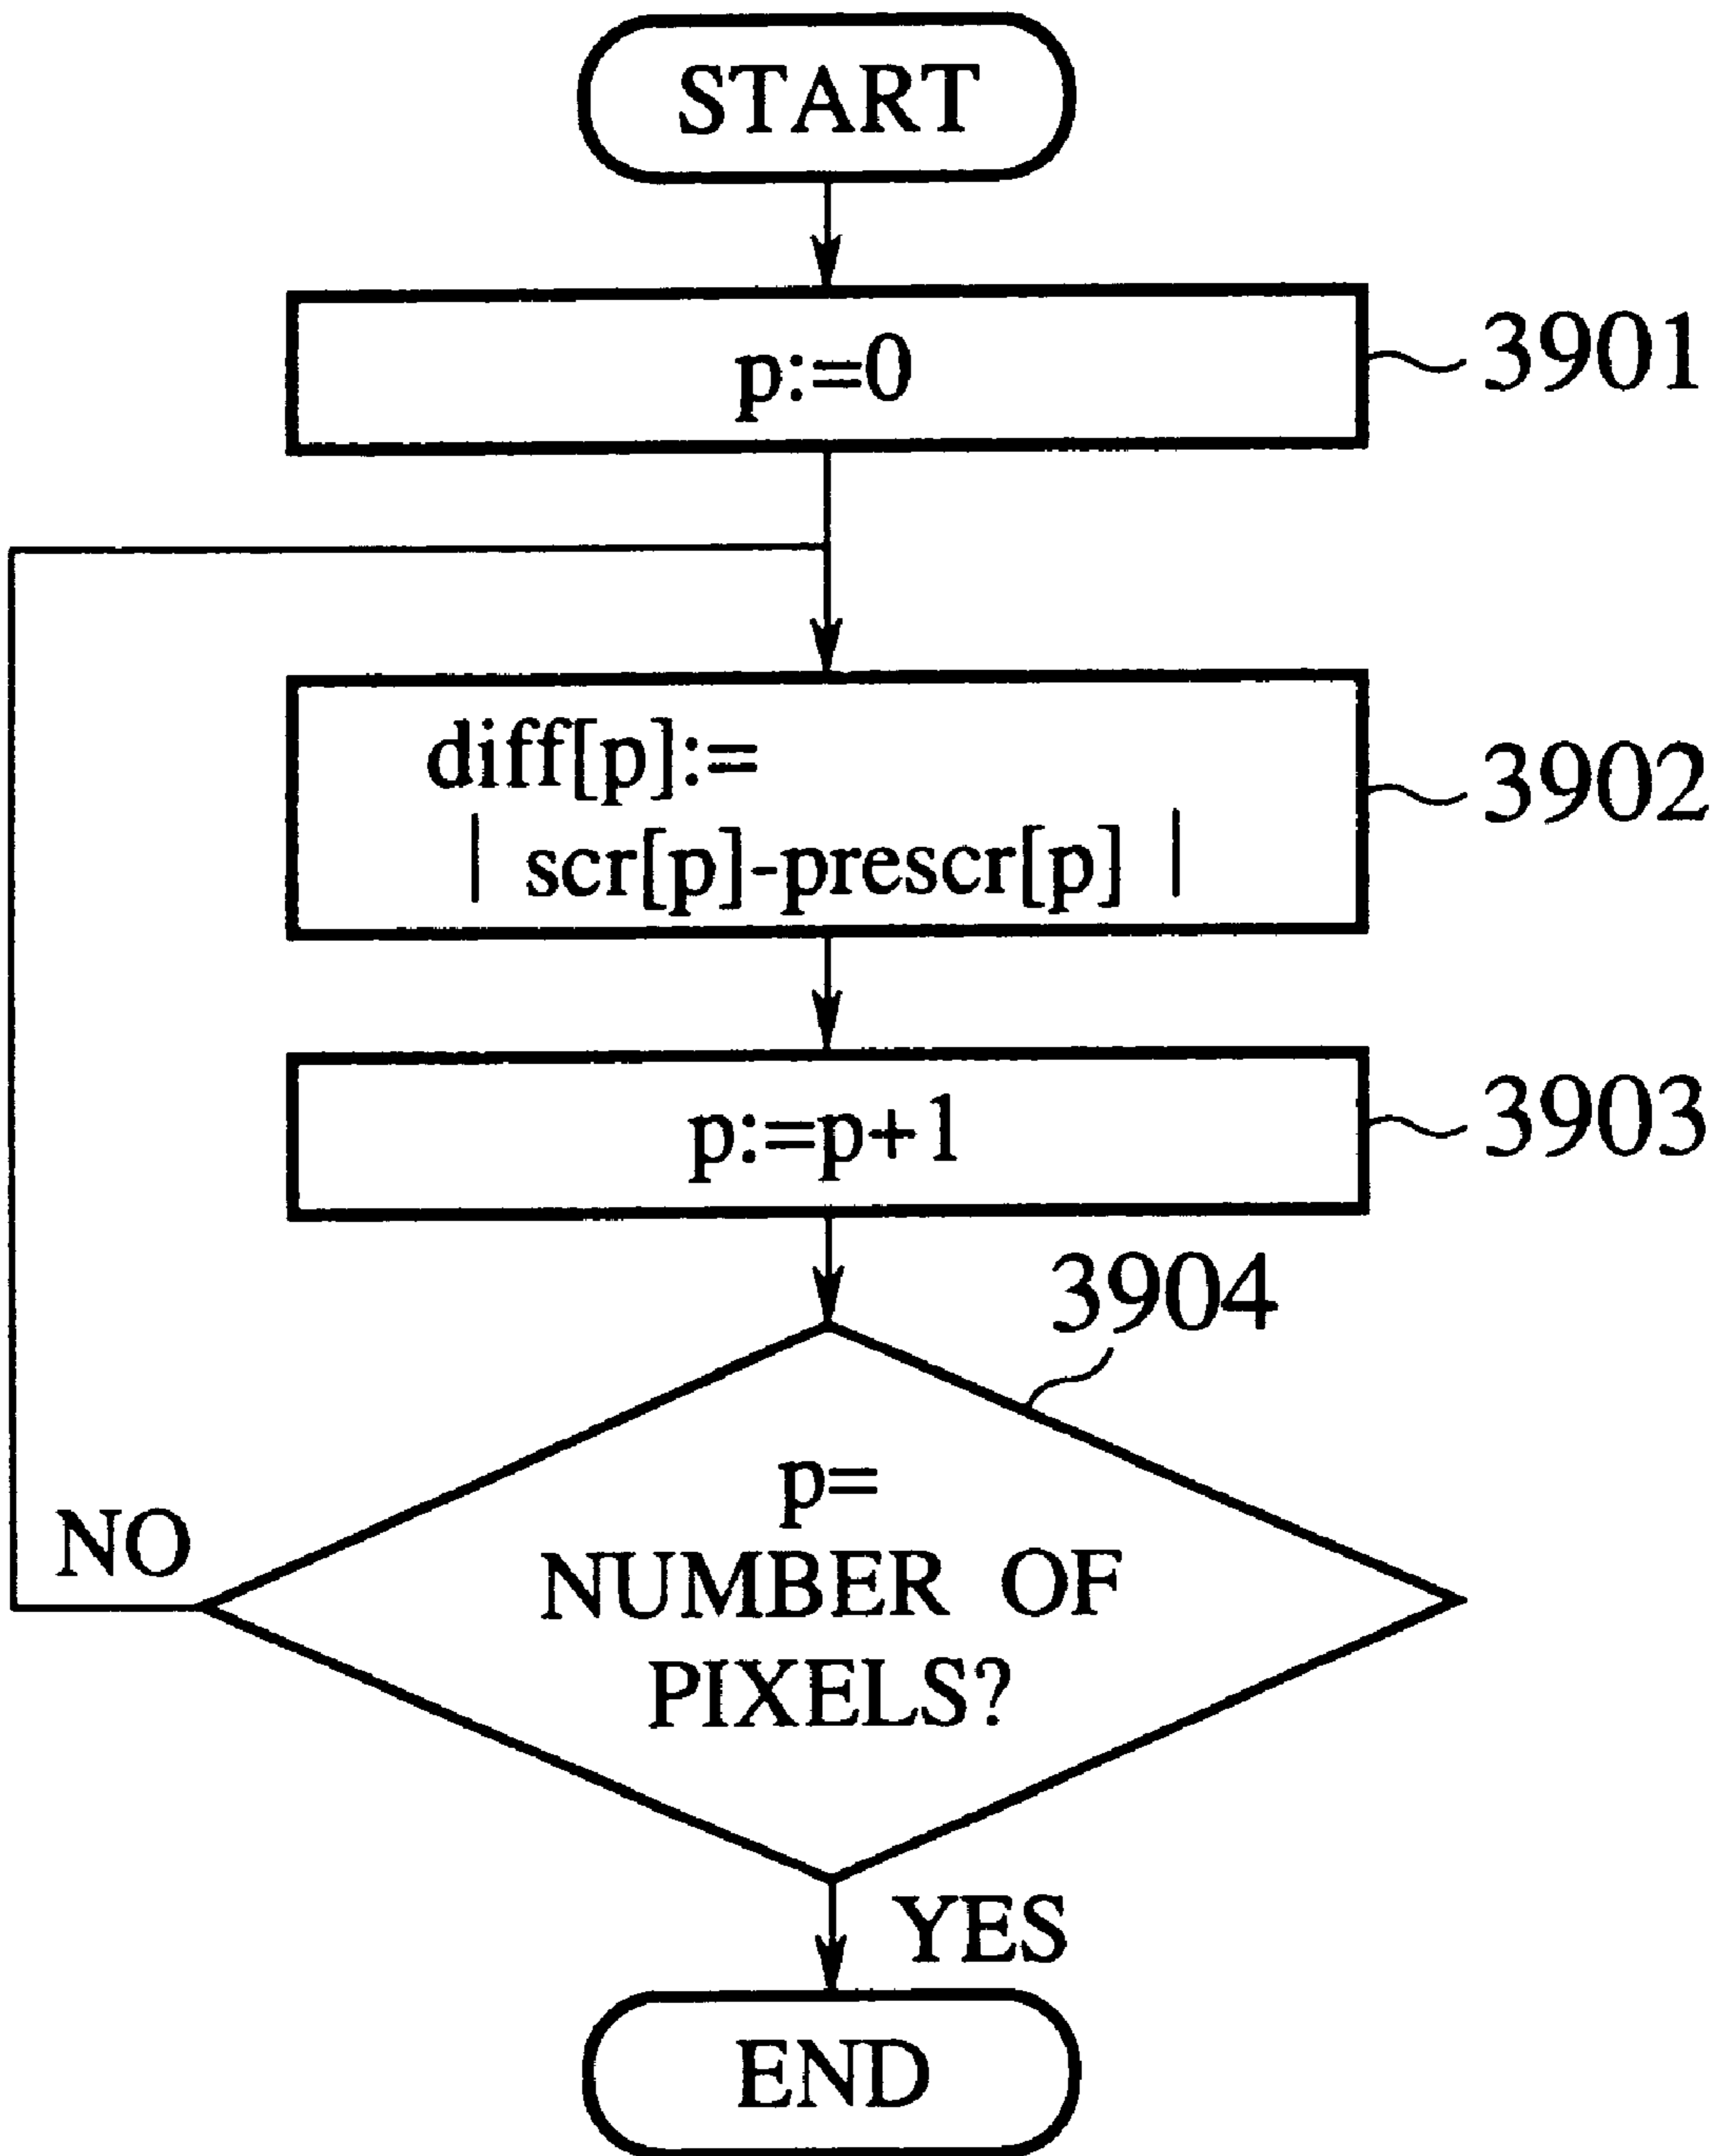 START
p:=0
3901
diff[p]:=
| scr[p]-prescr[p] |
3902
p:=p+1
3903
3904
p=
NUMBER OF
PIXELS?
NO
YES
END